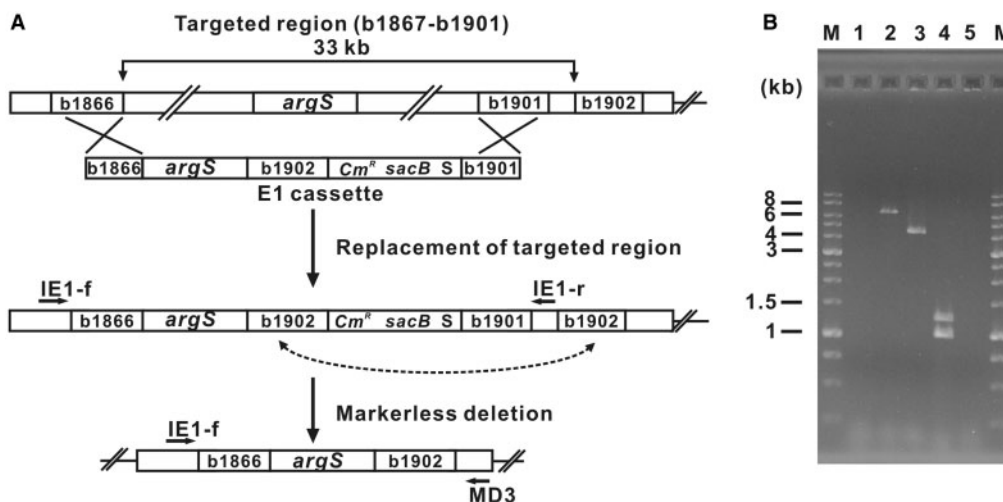 A
Targeted region (b1867-b1901)
33 kb
b1866 argS b1901 b1902
b1866 argS b1902 Cmᴿ sacB S b1901
E1 cassette
Replacement of targeted region
IE1-f IE1-r
b1866 argS b1902 Cmᴿ sacB S b1901 b1902
Markerless deletion
IE1-f
b1866 argS b1902
MD3
B
M 1 2 3 4 5 M
(kb)
8
6
4
3
1.5
1